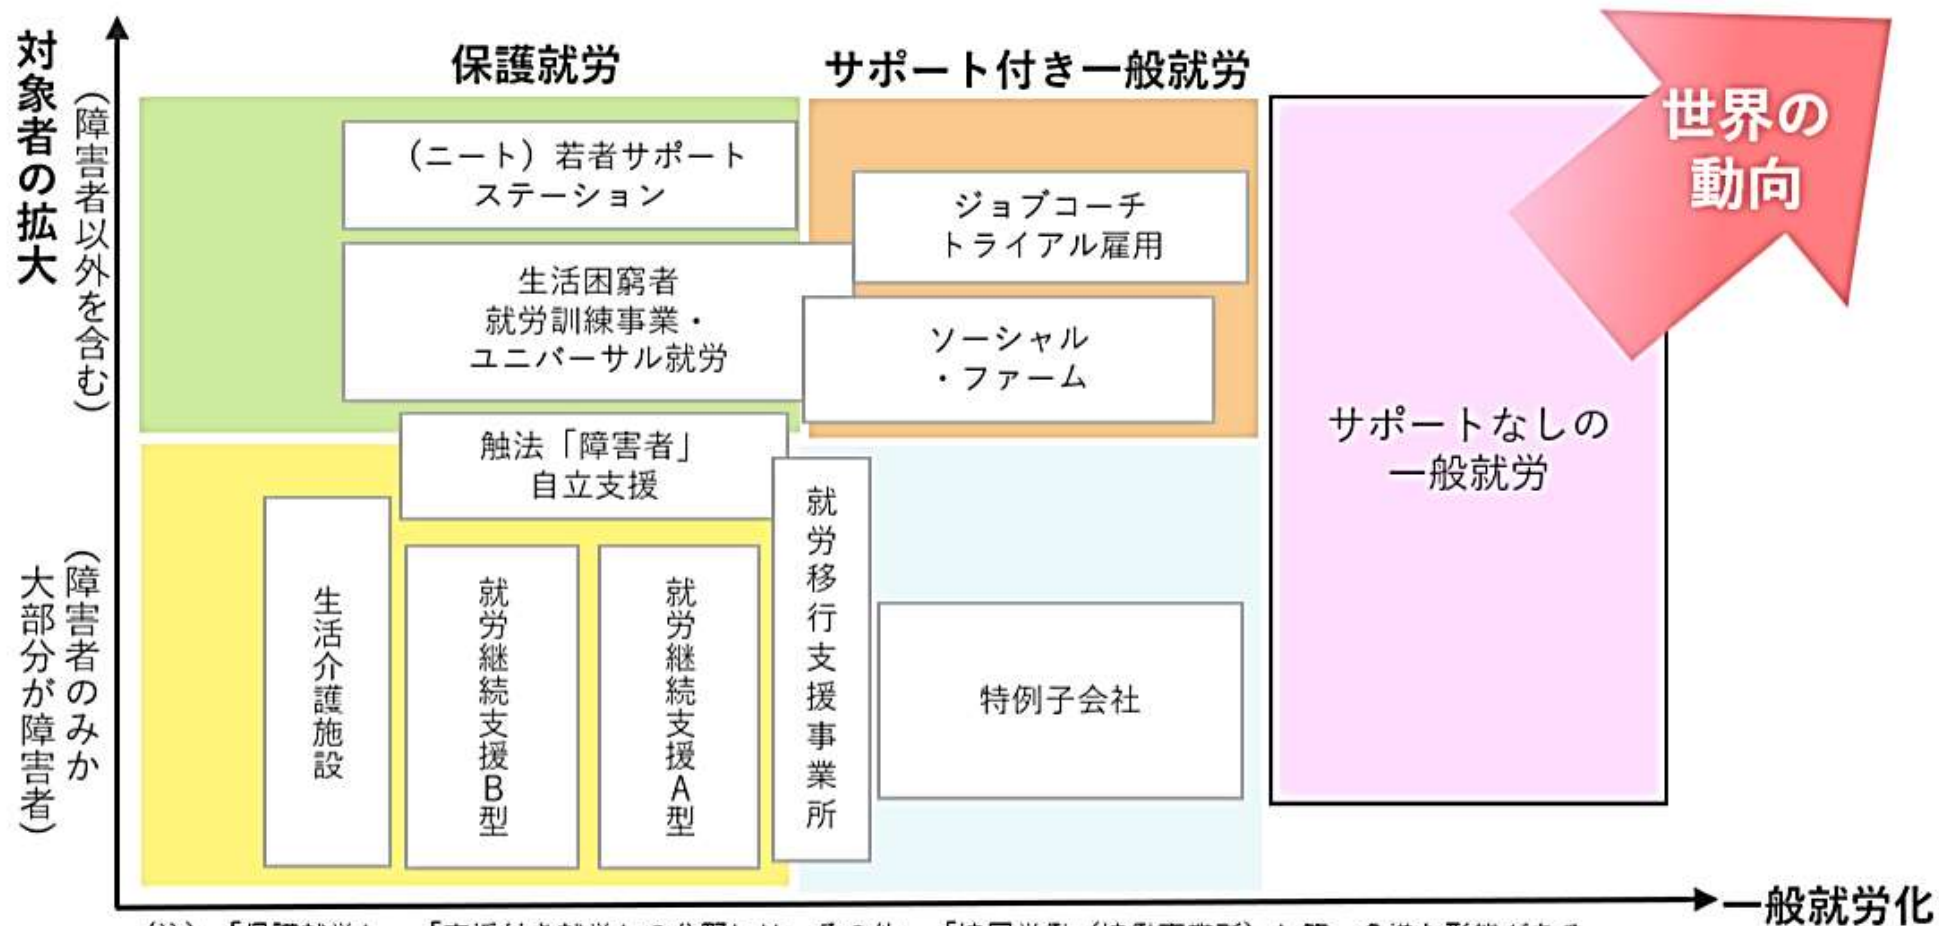 対象者の拡大
（障害者以外を含む）
（障害者のみか
大部分が障害者）
保護就労
サポート付き一般就労
（ニート）若者サポート
ステーション
生活困窮者
就労訓練事業・
ユニバーサル就労
ジョブコーチ
トライアル雇用
ソーシャル
・ファーム
触法「障害者」
自立支援
生活介護施設
就労継続支援B型
就労継続支援A型
就労移行支援事業所
特例子会社
サポートなしの
一般就労
世界の
動向
一般就労化